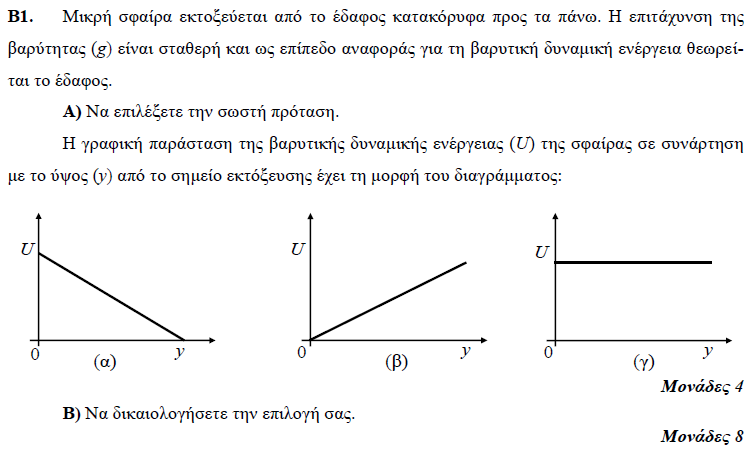 Β1. Μικρή σφαίρα εκτοξεύεται από το έδαφος κατακόρυφα προς τα πάνω. Η επιτάχυνση της
βαρύτητας (g) είναι σταθερή και ως επίπεδο αναφοράς για τη βαρυτική δυναμική ενέργεια θεωρεί-
ται το έδαφος.
Α) Να επιλέξετε την σωστή πρόταση.
Η γραφική παράσταση της βαρυτικής δυναμικής ενέργειας (U) της σφαίρας σε συνάρτηση
με το ύψος (y) από το σημείο εκτόξευσης έχει τη μορφή του διαγράμματος:
U U U
0 (α) y 0 (β) y 0 (γ) y
Μονάδες 4
Β) Να δικαιολογήσετε την επιλογή σας.
Μονάδες 8